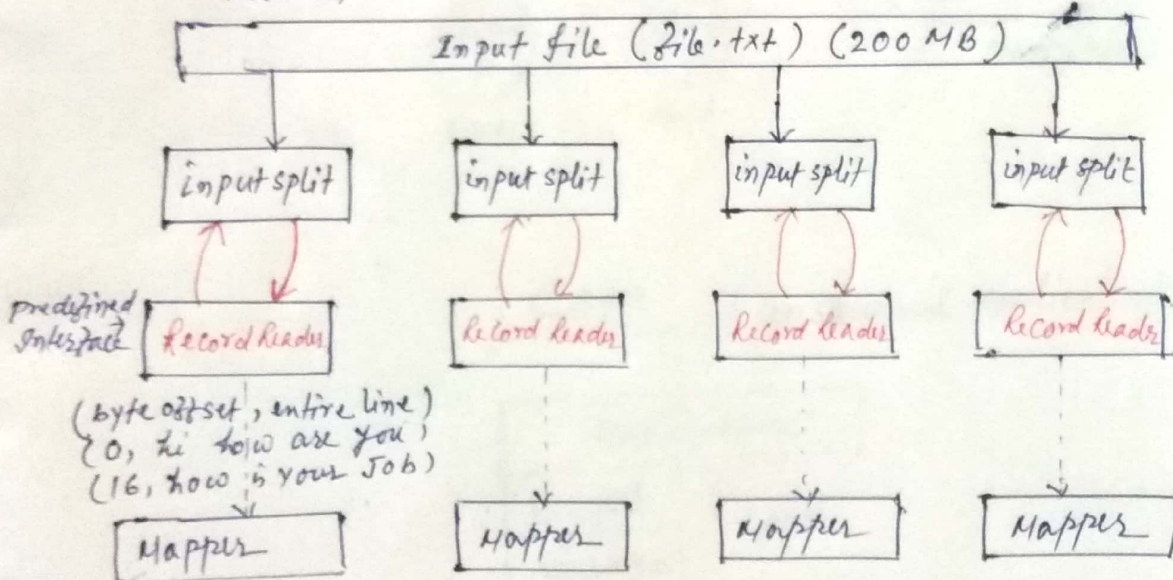 Input file (file.txt) (200 MB)
input split input split input split input split
predefined
Interface
Record Reader Record Reader Record Reader Record Reader
(byte offset, entire line)
(0, hi how are you)
(16, how is your Job)
Mapper Mapper Mapper Mapper